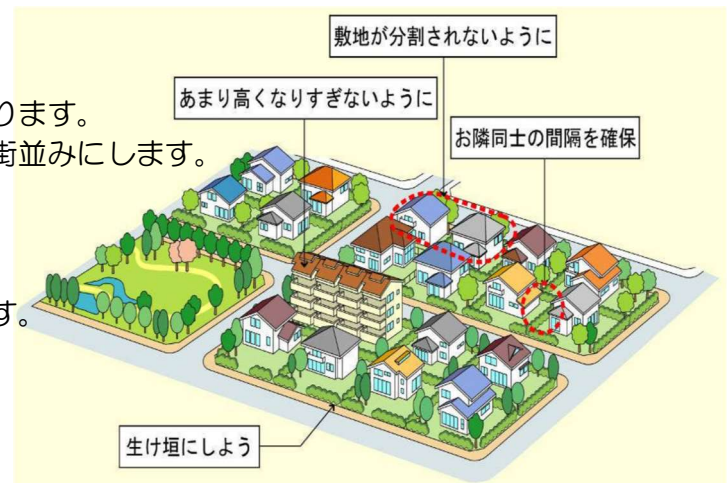 敷地が分割されないように
あまり高くなりすぎないように
ります。
街並みにします。
お隣同士の間隔を確保
す。
生け垣にしよう